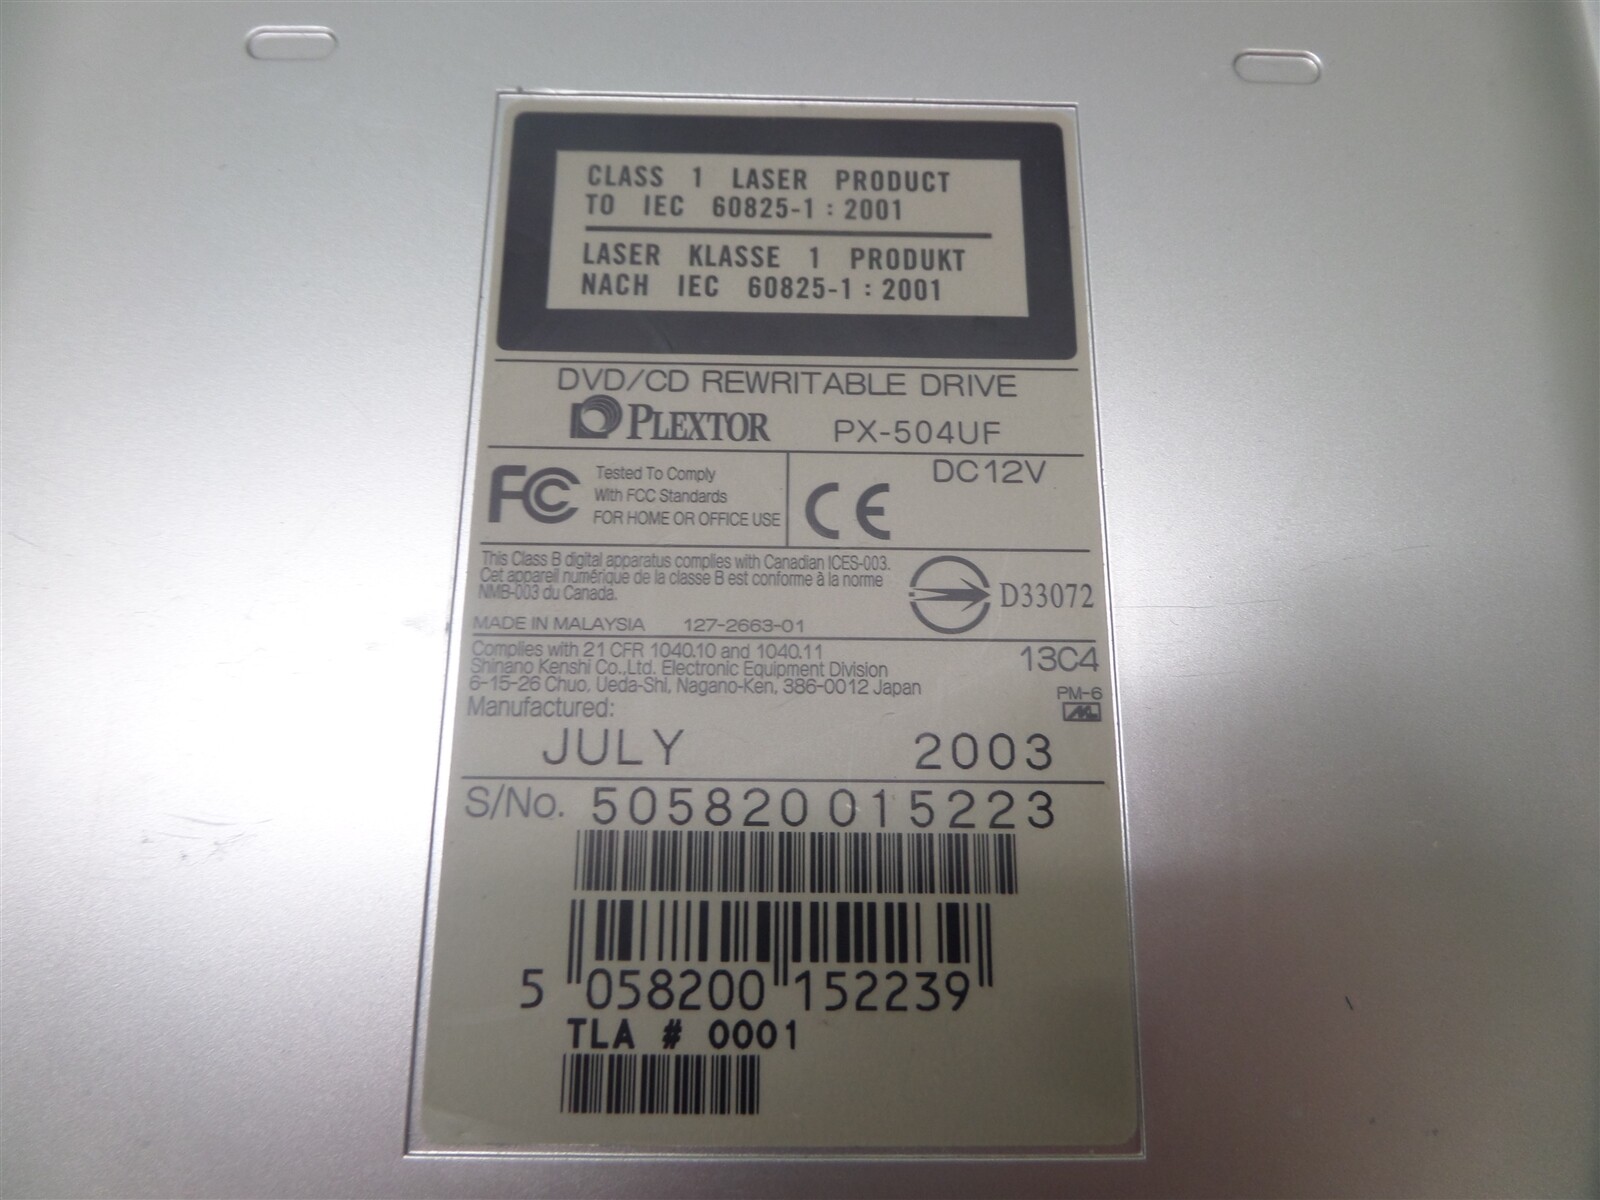 CLASS 1 LASER PRODUCT
TO IEC 60825-1 : 2001
LASER KLASSE 1 PRODUKT
NACH IEC 60825-1 : 2001
DVD/CD REWRITABLE DRIVE
PLEXTOR PX-504UF
DC12V
FC Tested To Comply
With FCC Standards
FOR HOME OR OFFICE USE
CE
This Class B digital apparatus complies with Canadian ICES-003.
Cet appareil numérique de la classe B est conforme à la norme
NMB-003 du Canada.
D33072
MADE IN MALAYSIA 127-2663-01
Complies with 21 CFR 1040.10 and 1040.11
Shinano Kenshi Co.,Ltd. Electronic Equipment Division
6-15-26 Chuo, Ueda-Shi, Nagano-Ken, 386-0012 Japan
13C4
PM-6
Manufactured:
JULY 2003
S/No. 505820015223
5 058200 152239
TLA # 0001